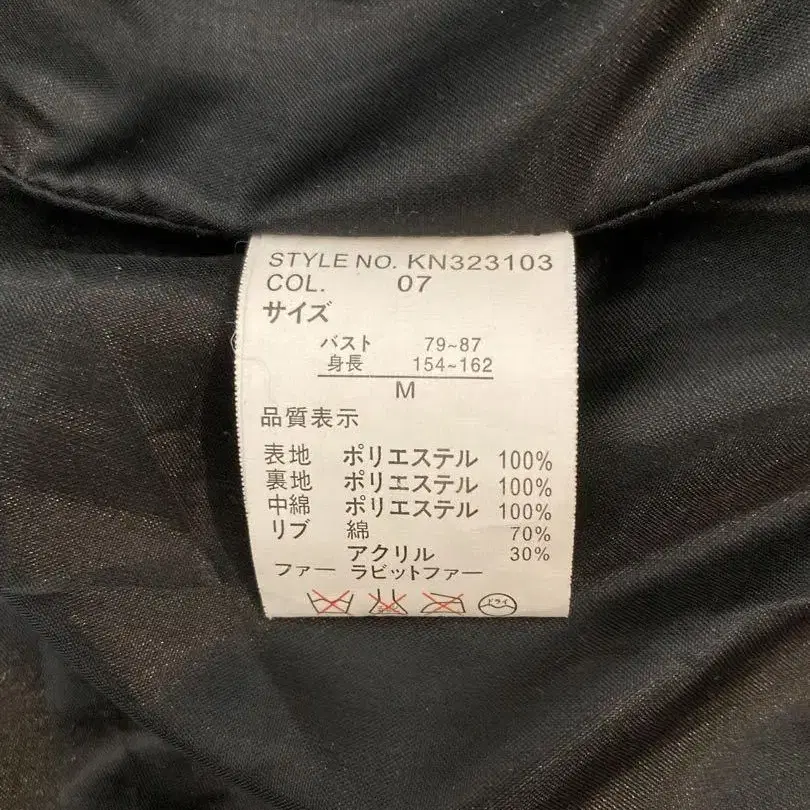 STYLE NO. KN323103
COL. 07
サイズ
バスト 79~87
身長 154~162
M
品質表示
表地 ポリエステル 100%
裏地 ポリエステル 100%
中綿 ポリエステル 100%
リブ 綿 70%
アクリル 30%
ファー ラビットファー
ドライ